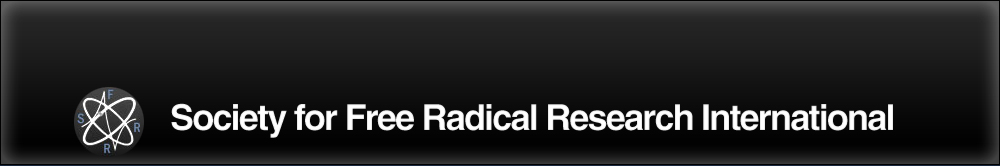 F
S R
R
Society for Free Radical Research International